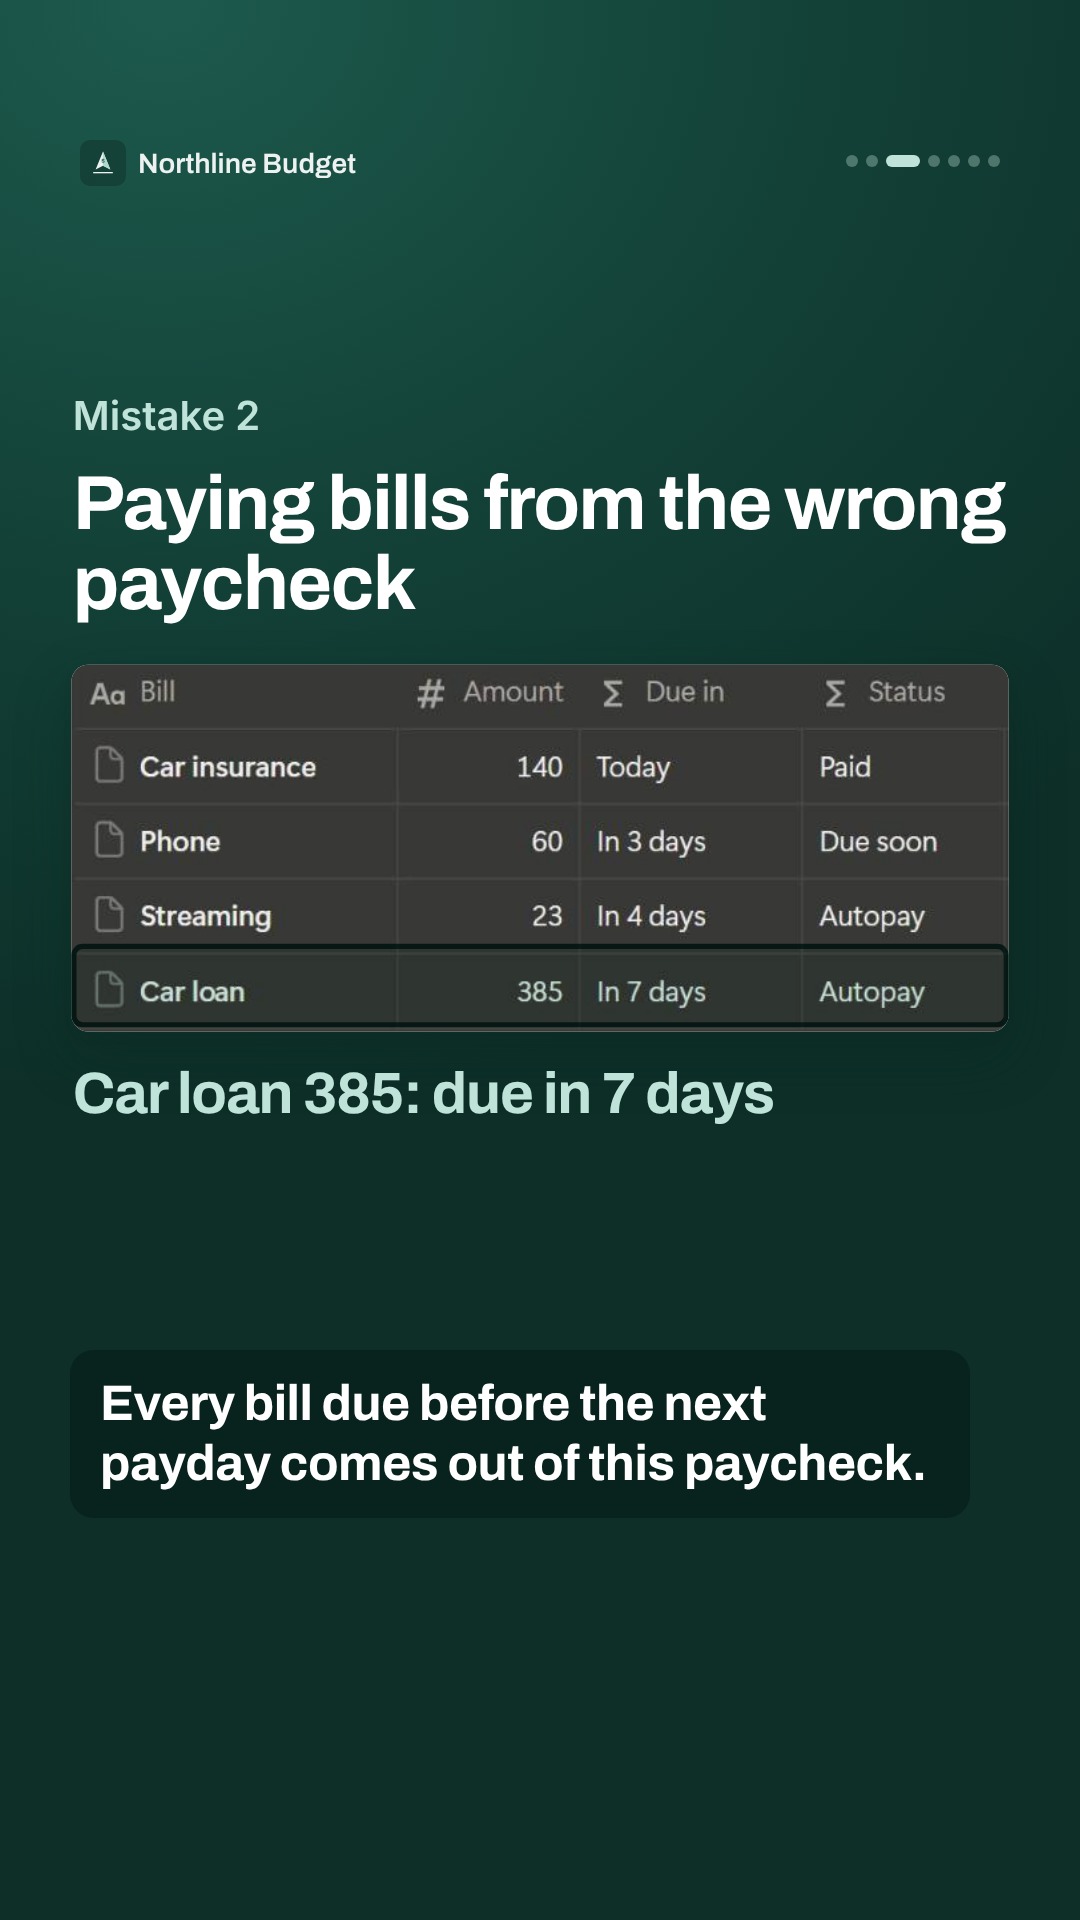 Northline Budget
Mistake 2
Paying bills from the wrong
paycheck
Aa Bill # Amount Σ Due in Σ Status
Car insurance 140 Today Paid
Phone 60 In 3 days Due soon
Streaming 23 In 4 days Autopay
Car loan 385 In 7 days Autopay
Car loan 385: due in 7 days
Every bill due before the next
payday comes out of this paycheck.